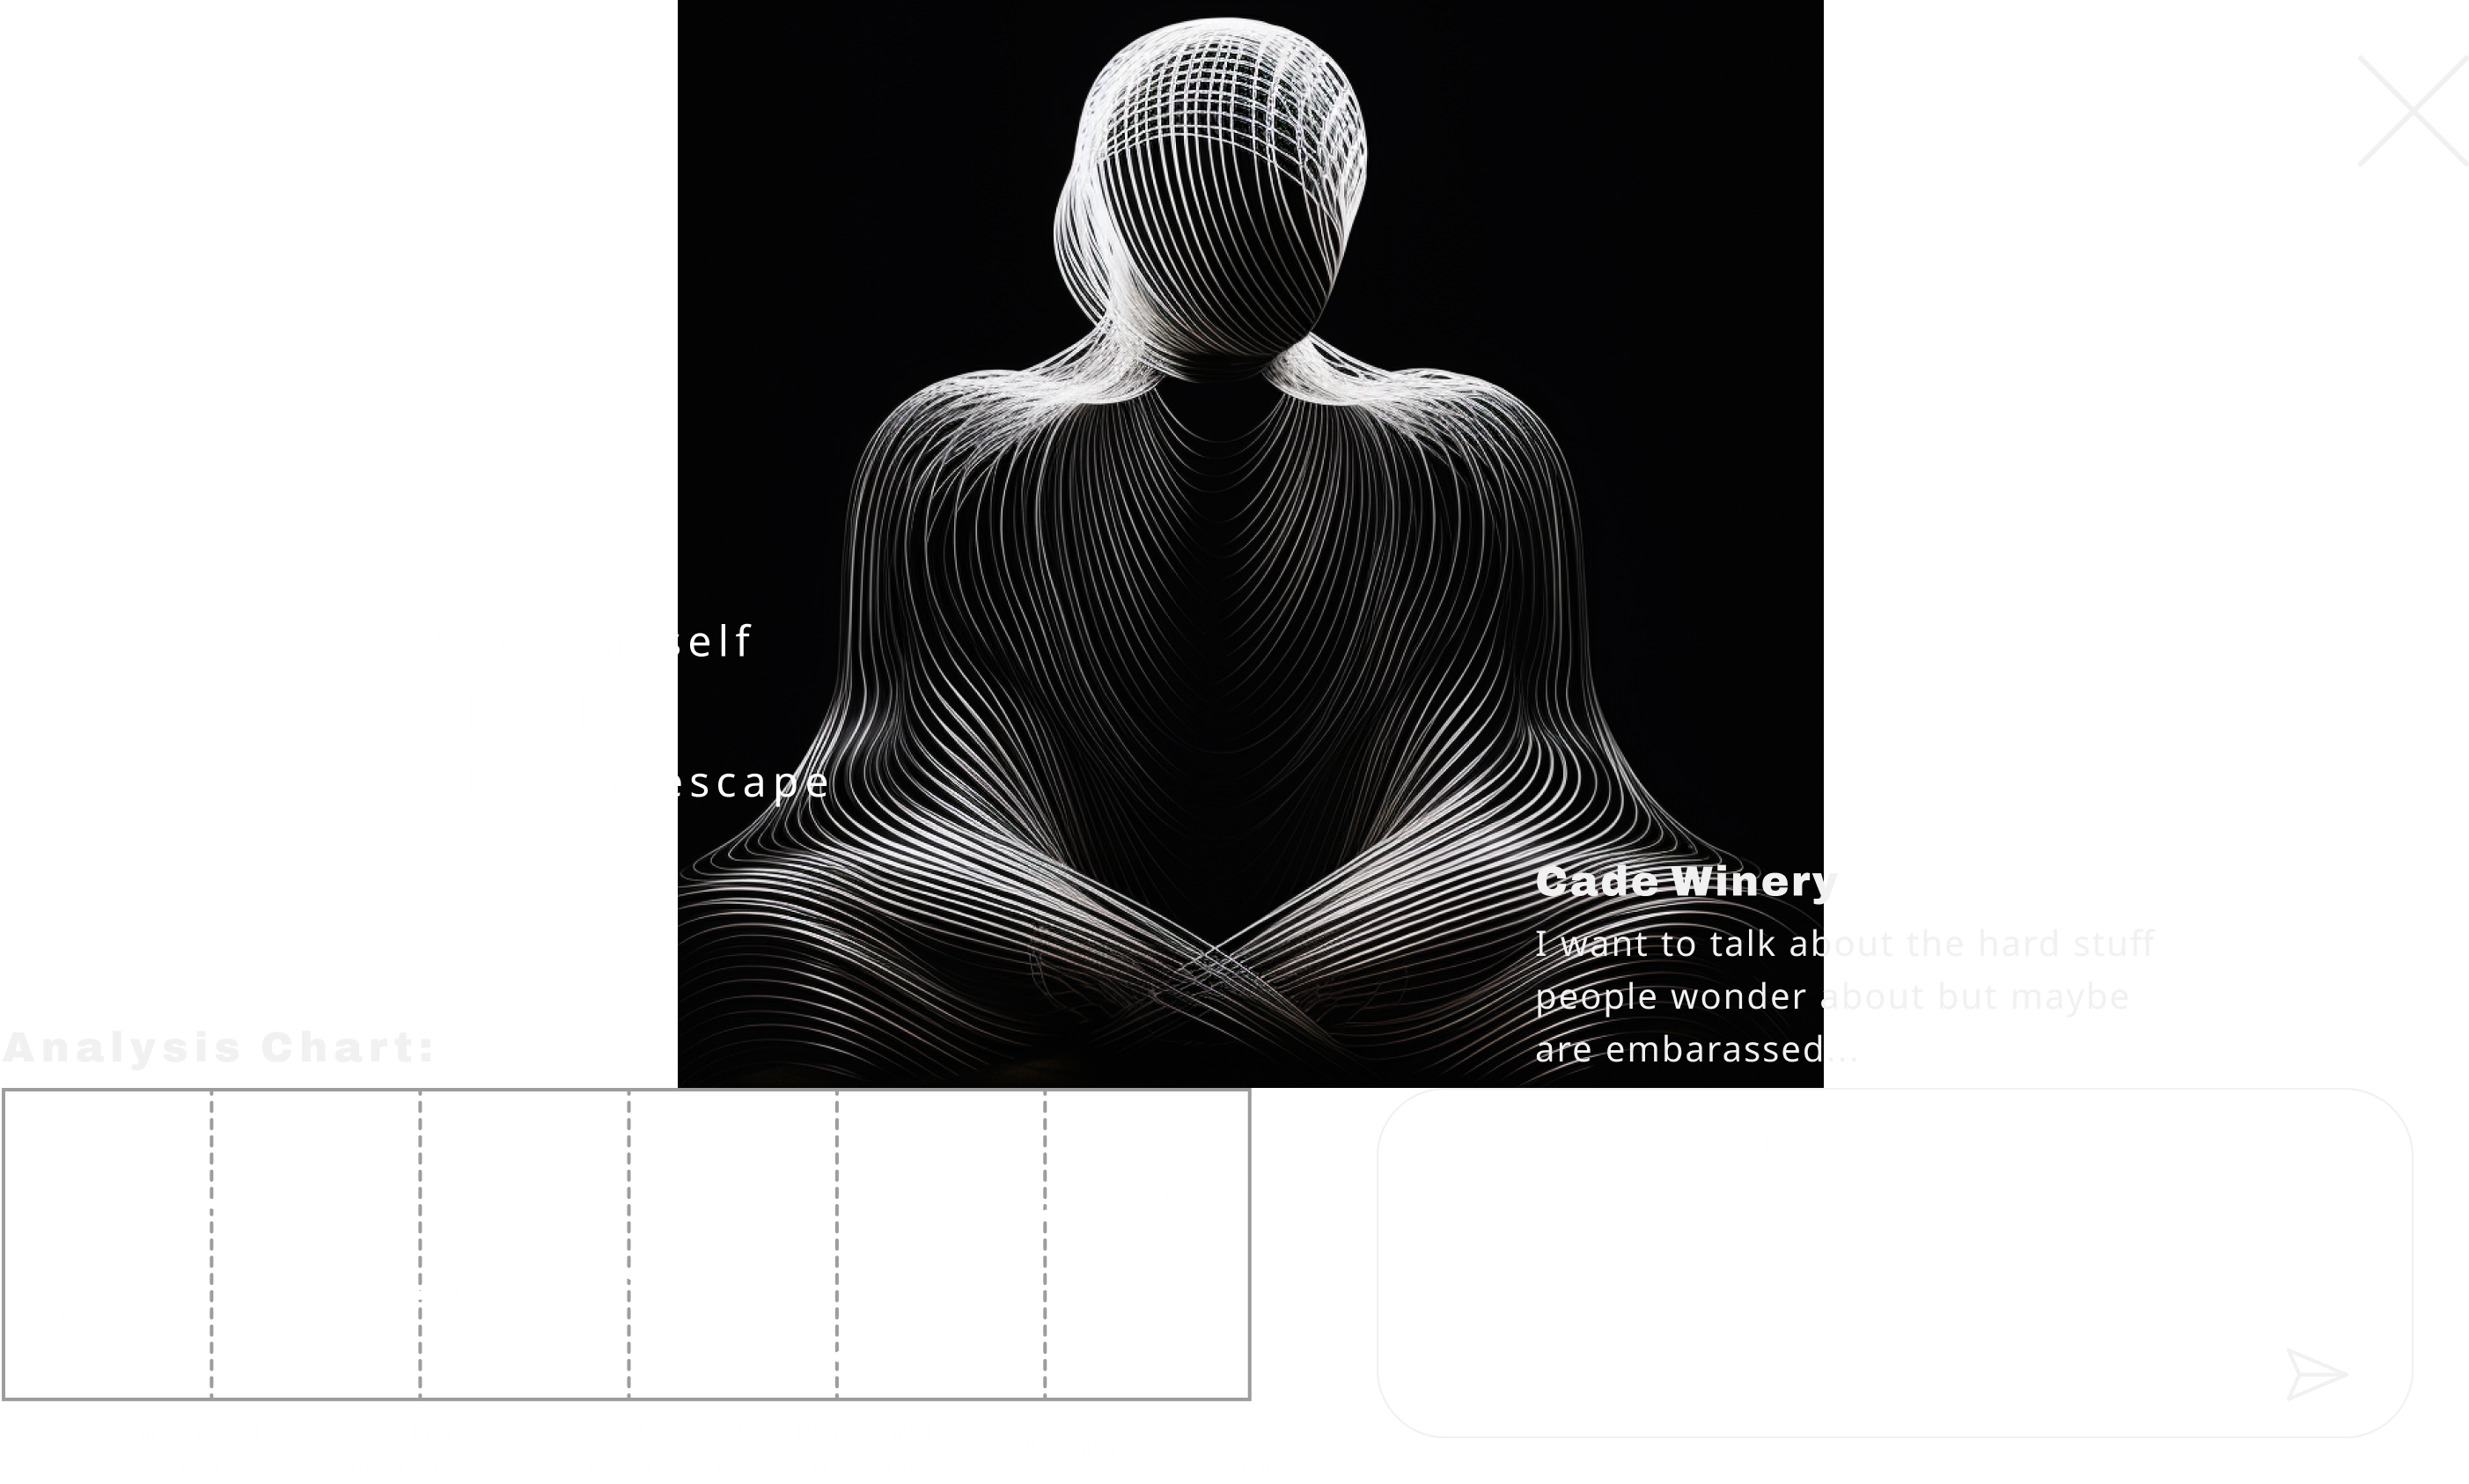 self
escape
Cade Winery
I want to talk about the hard stuff
people wonder about but maybe
are embarassed...
Analysis Chart: